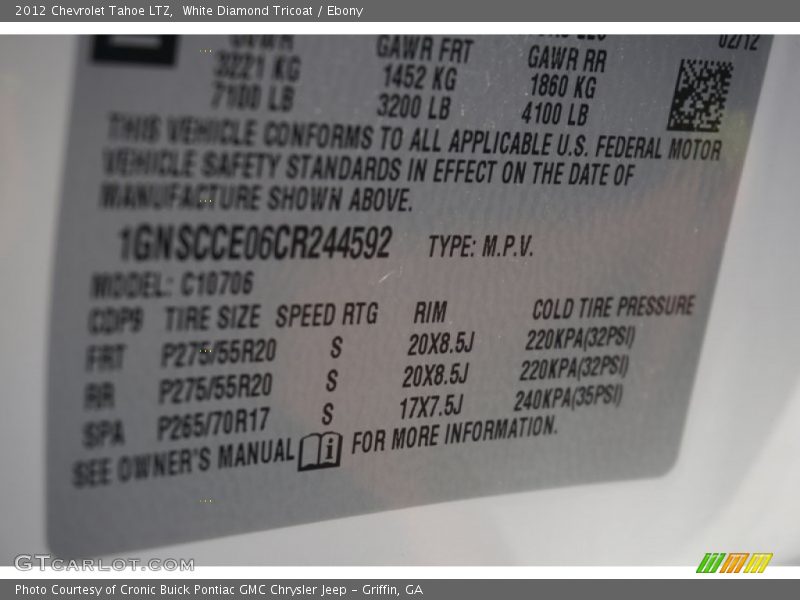 2012 Chevrolet Tahoe LTZ, White Diamond Tricoat / Ebony
02/12
GVWR GAWR FRT GAWR RR
3221 KG 1452 KG 1860 KG
7100 LB 3200 LB 4100 LB
THIS VEHICLE CONFORMS TO ALL APPLICABLE U.S. FEDERAL MOTOR
VEHICLE SAFETY STANDARDS IN EFFECT ON THE DATE OF
MANUFACTURE SHOWN ABOVE.
1GNSCCE06CR244592 TYPE: M.P.V.
MODEL: C10706
CDP9 TIRE SIZE SPEED RTG RIM COLD TIRE PRESSURE
FRT P275/55R20 S 20X8.5J 220KPA(32PSI)
RR P275/55R20 S 20X8.5J 220KPA(32PSI)
SPA P265/70R17 S 17X7.5J 240KPA(35PSI)
SEE OWNER'S MANUAL i FOR MORE INFORMATION.
GTCarLot.com
Photo Courtesy of Cronic Buick Pontiac GMC Chrysler Jeep - Griffin, GA